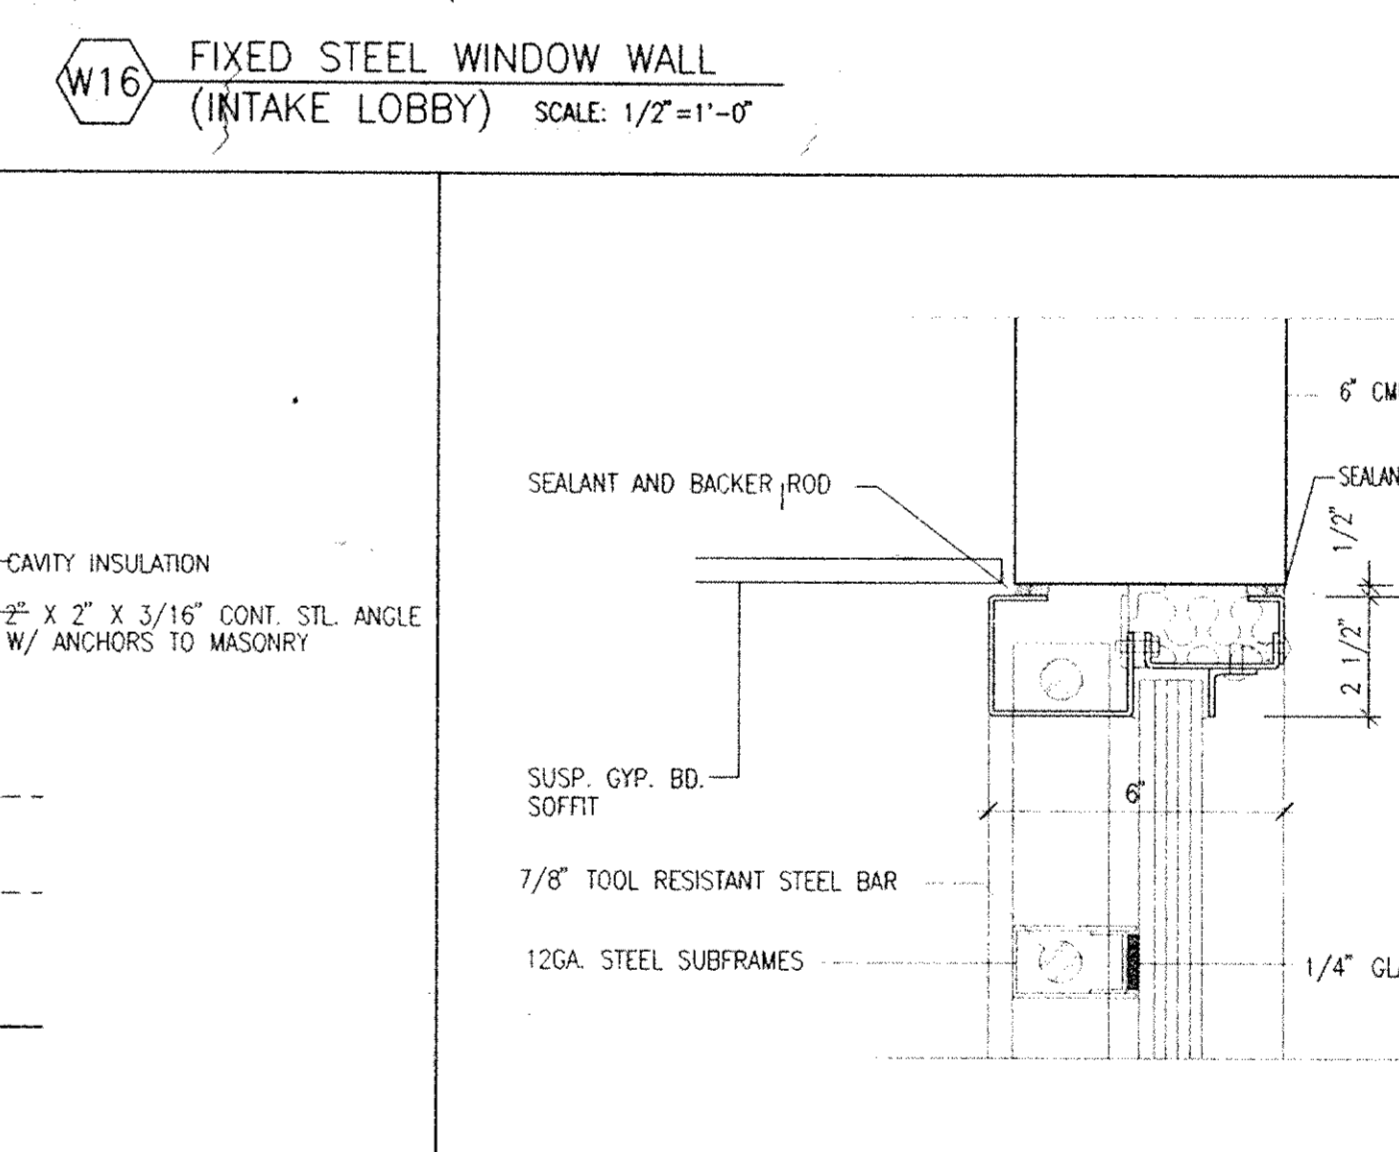 W16
FIXED STEEL WINDOW WALL
(INTAKE LOBBY) SCALE: 1/2"=1'-0"
6" CM
SEALANT AND BACKER ROD
SEALAN
1/2"
CAVITY INSULATION
2" X 2" X 3/16" CONT. STL. ANGLE
W/ ANCHORS TO MASONRY
2 1/2"
SUSP. GYP. BD.
SOFFIT
6"
7/8" TOOL RESISTANT STEEL BAR
12GA. STEEL SUBFRAMES
1/4" GLA